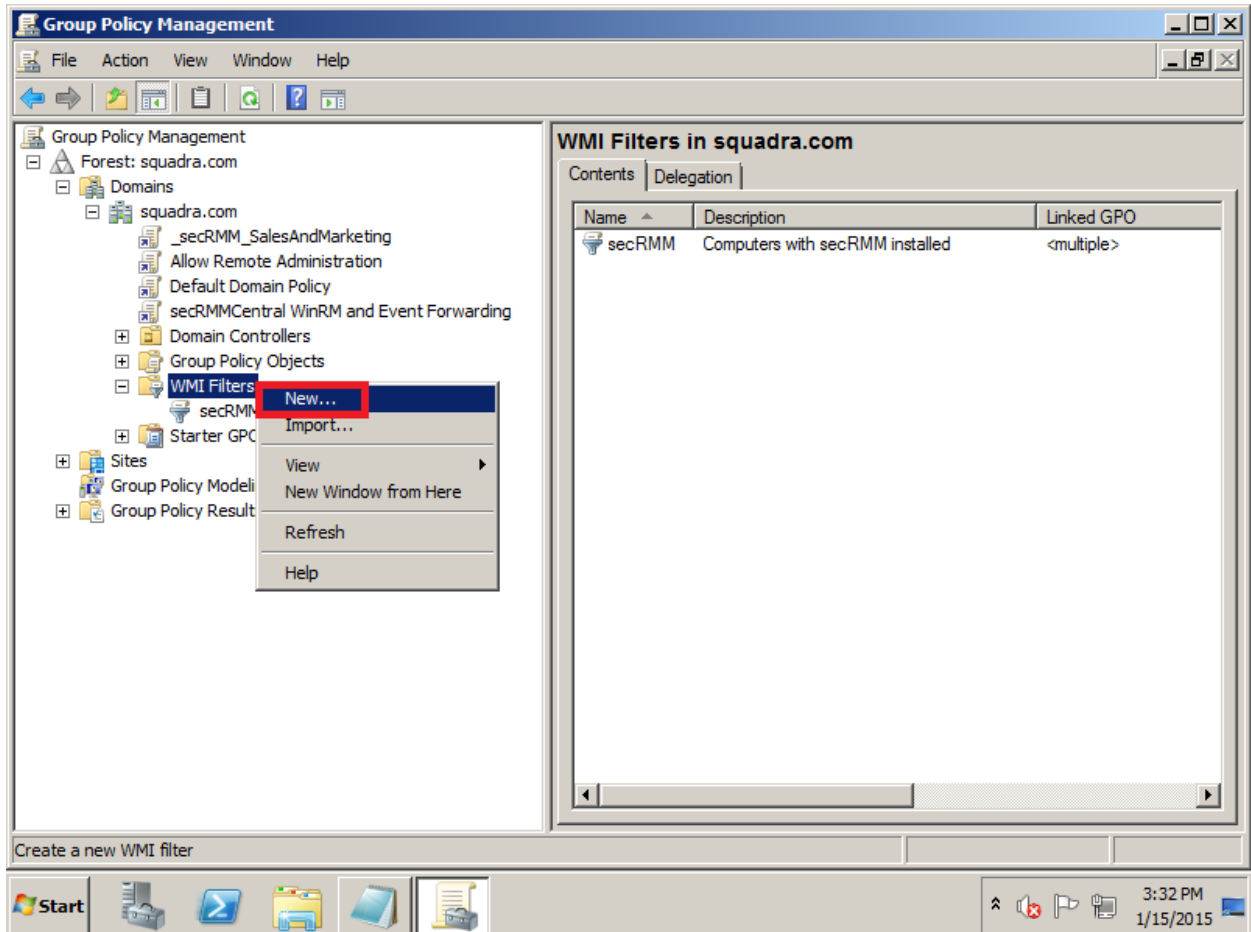 Group Policy Management
File Action View Window Help
Group Policy Management
Forest: squadra.com
Domains
squadra.com
_secRMM_SalesAndMarketing
Allow Remote Administration
Default Domain Policy
secRMMCentral WinRM and Event Forwarding
Domain Controllers
Group Policy Objects
WMI Filters
secRMM
Starter GPO
Sites
Group Policy Modeli
Group Policy Result
New...
Import...
View
New Window from Here
Refresh
Help
WMI Filters in squadra.com
Contents Delegation
Name Description Linked GPO
secRMM Computers with secRMM installed <multiple>
Create a new WMI filter
Start
3:32 PM
1/15/2015